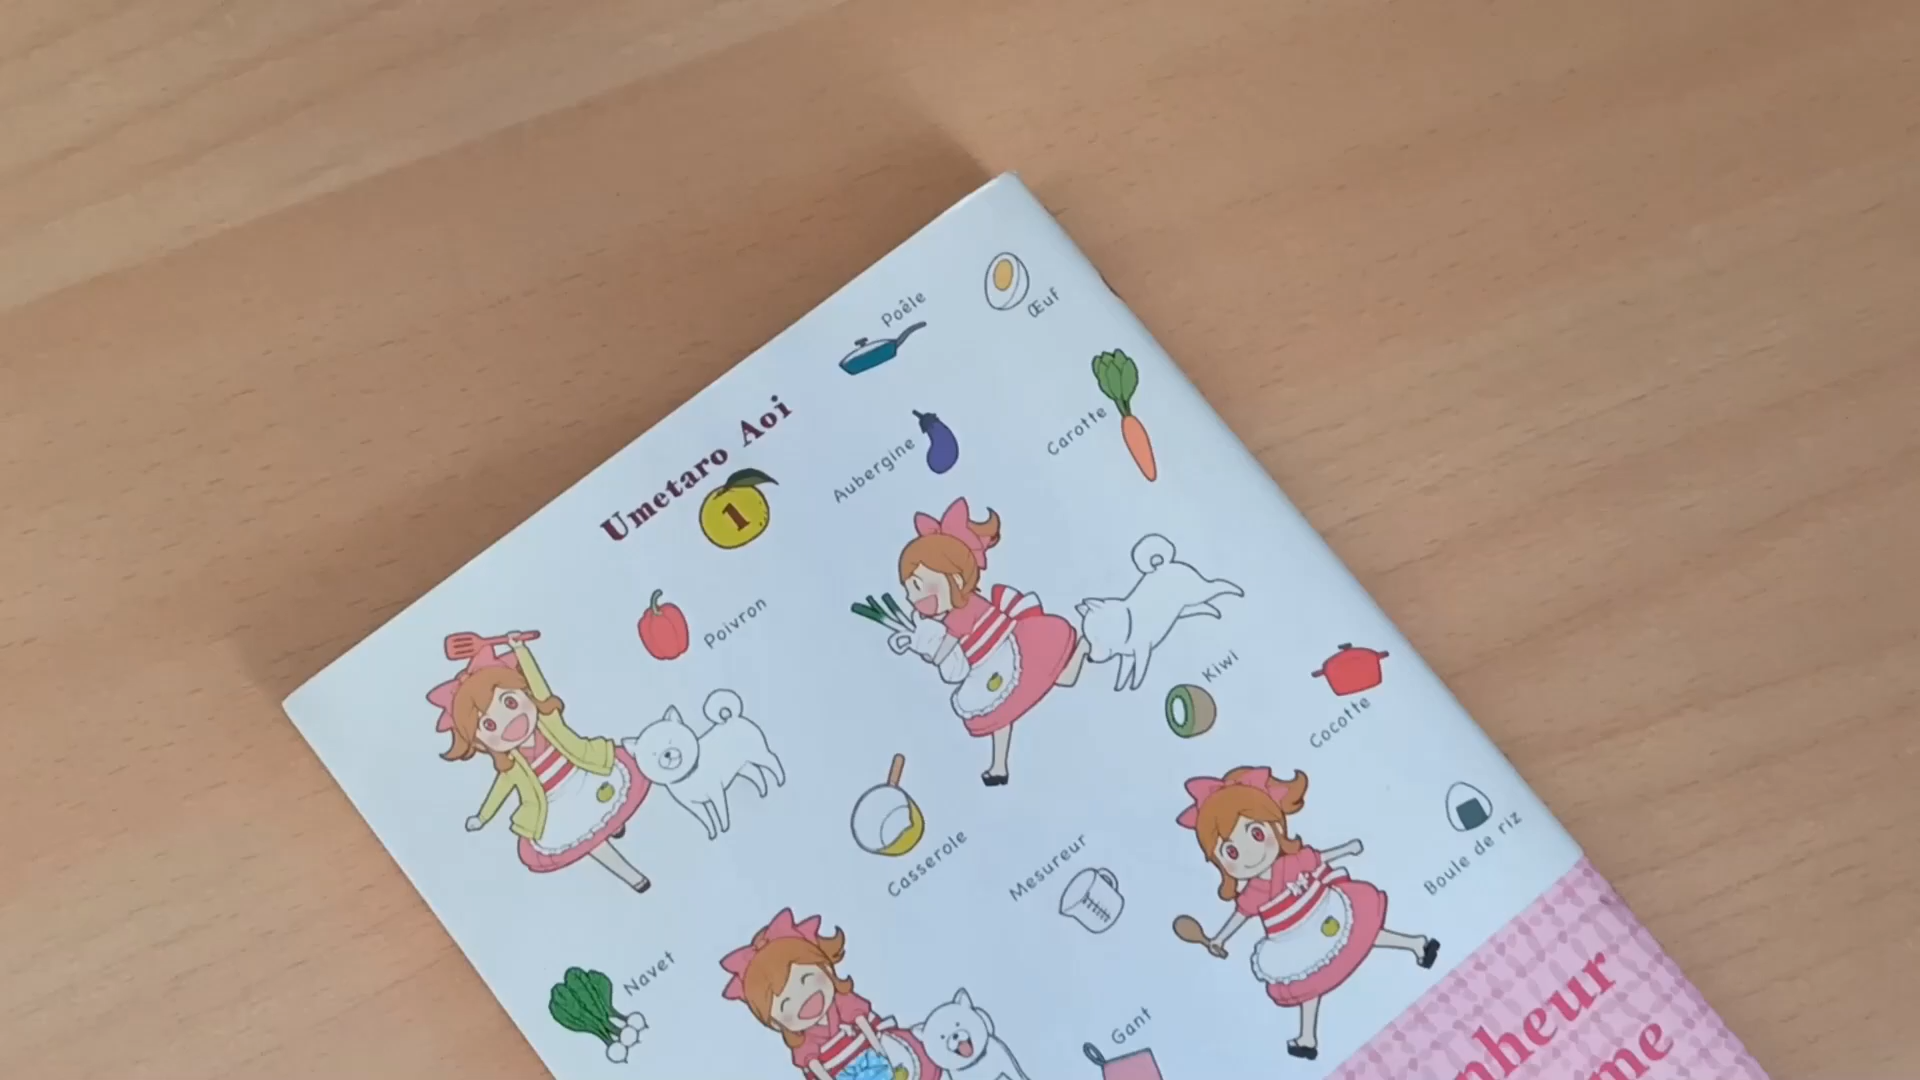 Umetaro Aoi
1
Poêle
Œuf
Aubergine
Carotte
Poivron
Kiwi
Cocotte
Casserole
Mesureur
Boule de riz
Navet
Gant